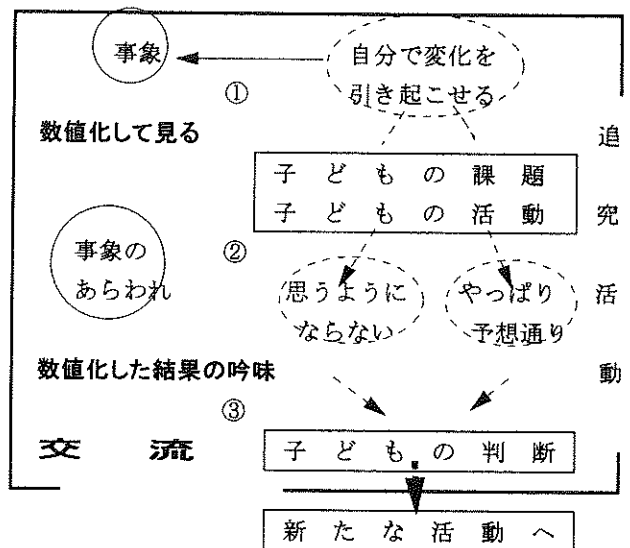 事象
自分で変化を
引き起こせる
①
数値化して見る
子どもの課題
子どもの活動
事象の
あらわれ
②
思うように
ならない
やっぱり
予想通り
数値化した結果の吟味
③
交流
子どもの判断
追究活動
新たな活動へ